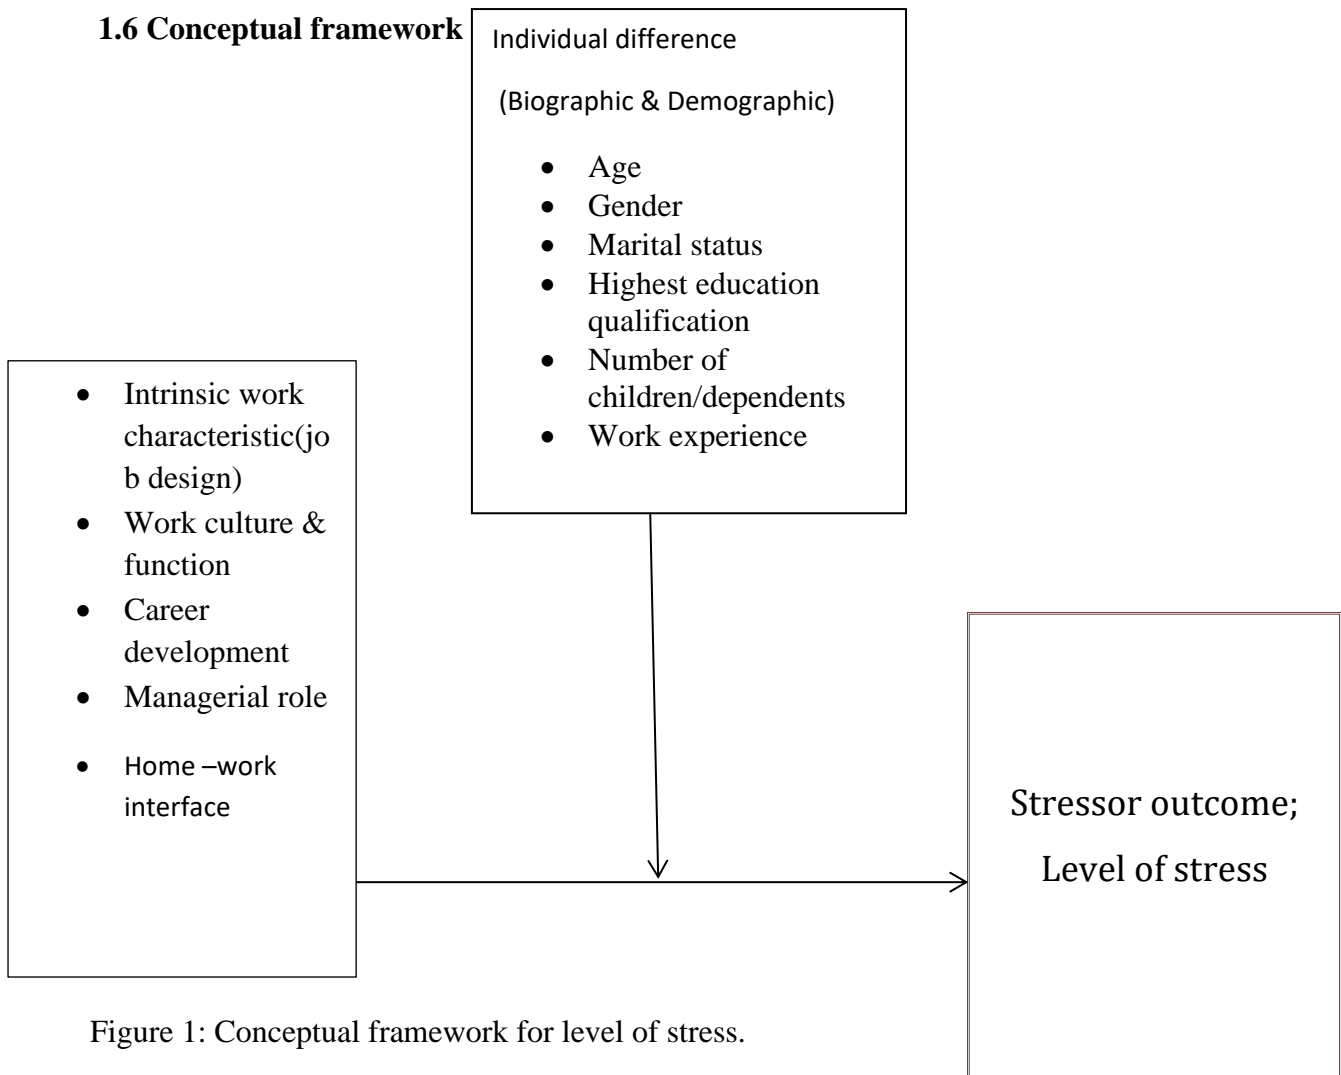 1.6 Conceptual framework
Individual difference
(Biographic & Demographic)
• Age
• Gender
• Marital status
• Highest education
qualification
• Number of
children/dependents
• Work experience
• Intrinsic work
characteristic(jo
b design)
• Work culture &
function
• Career
development
• Managerial role
• Home –work
interface
Stressor outcome;
Level of stress
Figure 1: Conceptual framework for level of stress.